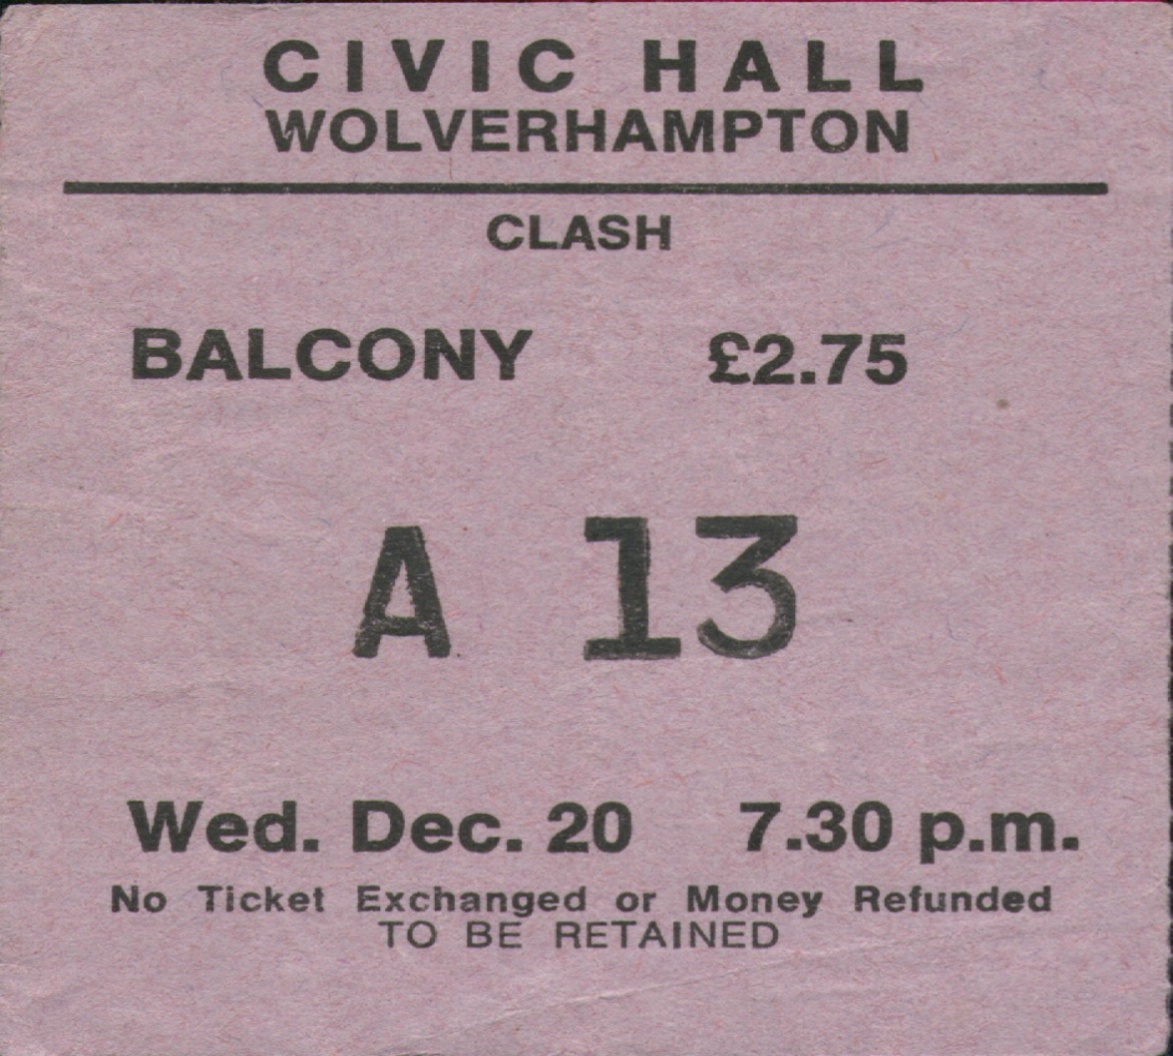 CIVIC HALL
WOLVERHAMPTON
CLASH
BALCONY £2.75
A 13
Wed. Dec. 20 7.30 p.m.
No Ticket Exchanged or Money Refunded
TO BE RETAINED